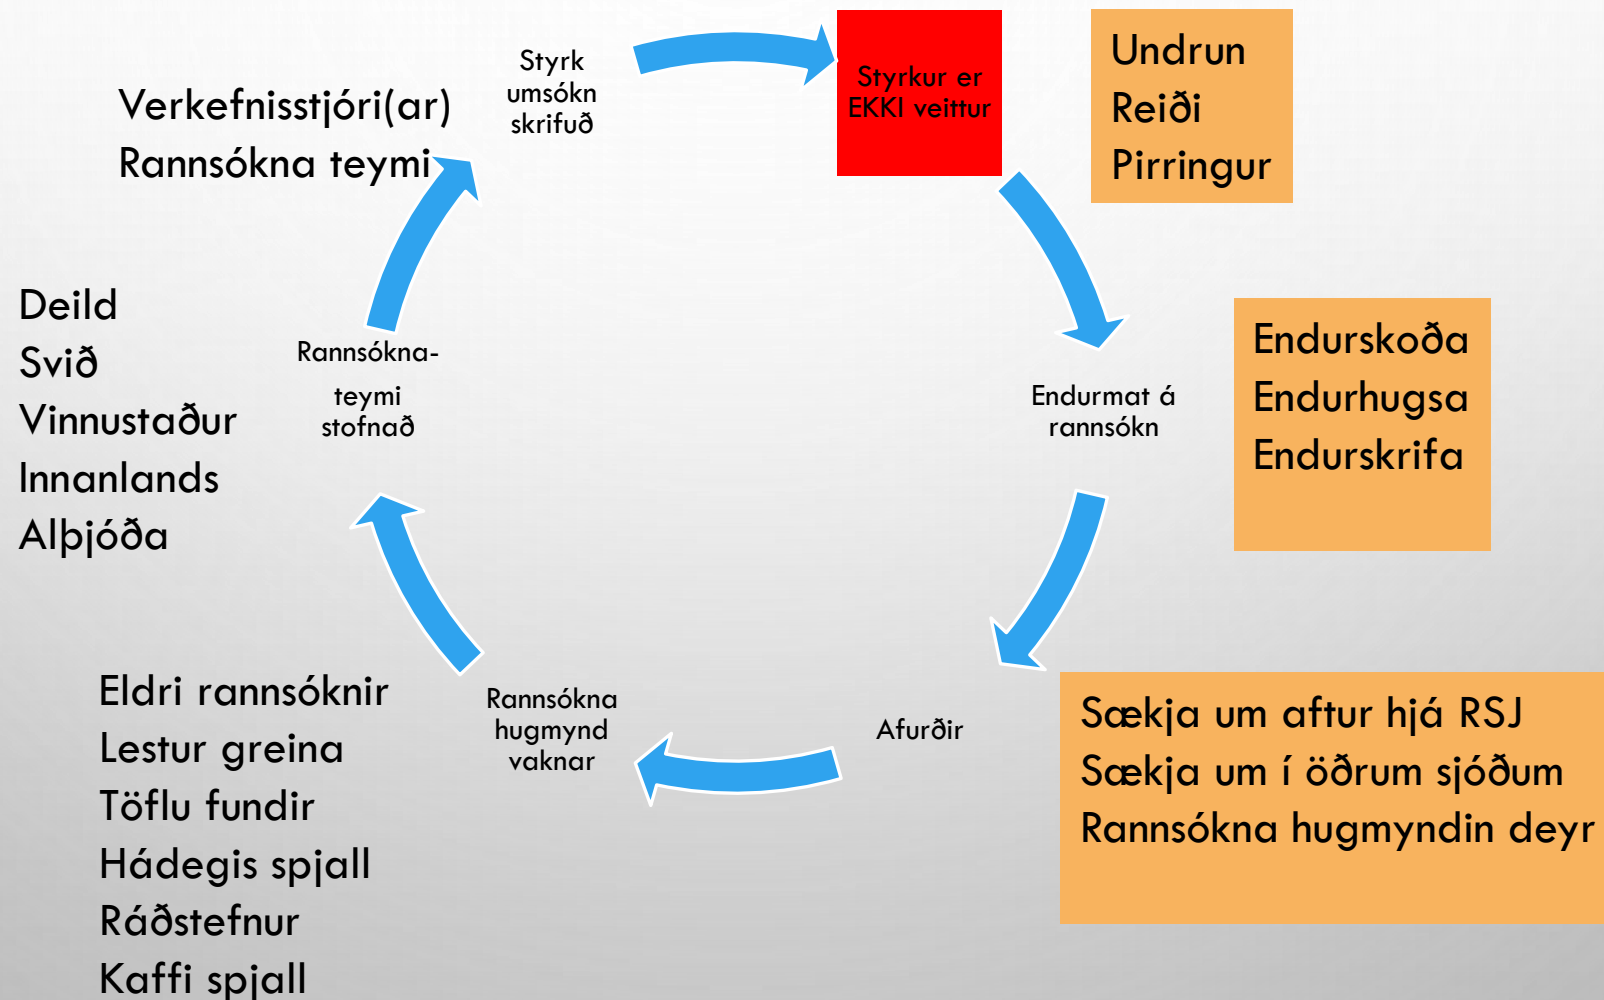 Verkefnisstjóri(ar)
Rannsókna teymi
Styrk
umsókn
skrifuð
Styrkur er
EKKI veittur
Undrun
Reiði
Pirringur
Deild
Svið
Vinnustaður
Innanlands
Alþjóða
Rannsókna-
teymi
stofnað
Endurmat á
rannsókn
Endurskoða
Endurhugsa
Endurskrifa
Eldri rannsóknir
Lestur greina
Töflu fundir
Hádegis spjall
Ráðstefnur
Kaffi spjall
Rannsókna
hugmynd
vaknar
Afurðir
Sækja um aftur hjá RSJ
Sækja um í öðrum sjóðum
Rannsókna hugmyndin deyr